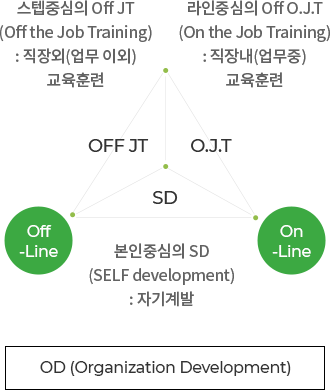 스텝중심의 Off JT
(Off the Job Training)
: 직장외(업무 이외)
교육훈련
라인중심의 Off O.J.T
(On the Job Training)
: 직장내(업무중)
교육훈련
OFF JT
O.J.T
SD
Off
-Line
On
-Line
본인중심의 SD
(SELF development)
: 자기계발
OD (Organization Development)